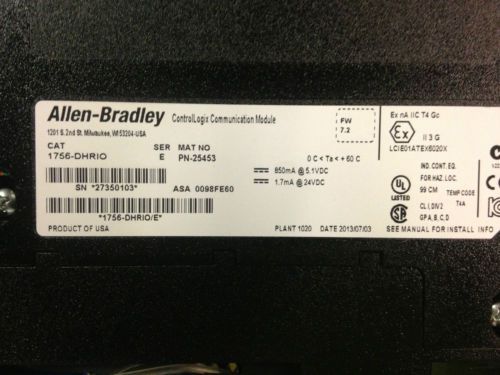 Allen-Bradley
ControlLogix Communication Module
1201 S. 2nd St. Milwaukee, WI 53204-USA
CAT SER MAT NO
1756-DHRIO E PN-25453
FW
7.2
0 C < Ta < + 60 C
850mA @ 5.1VDC
1.7mA @ 24VDC
SN *27350103* ASA 0098FE60
*1756-DHRIO/E*
PRODUCT OF USA
PLANT 1020 DATE 2013/07/03
Ex nA IIC T4 Gc
Ex
II 3 G
LCIE01ATEX6020X
IND. CONT. EQ.
FOR HAZ. LOC.
UL
LISTED
99 CM TEMP CODE
T4A
CL I, DIV 2
GP A, B, C, D
SEE MANUAL FOR INSTALL INFO